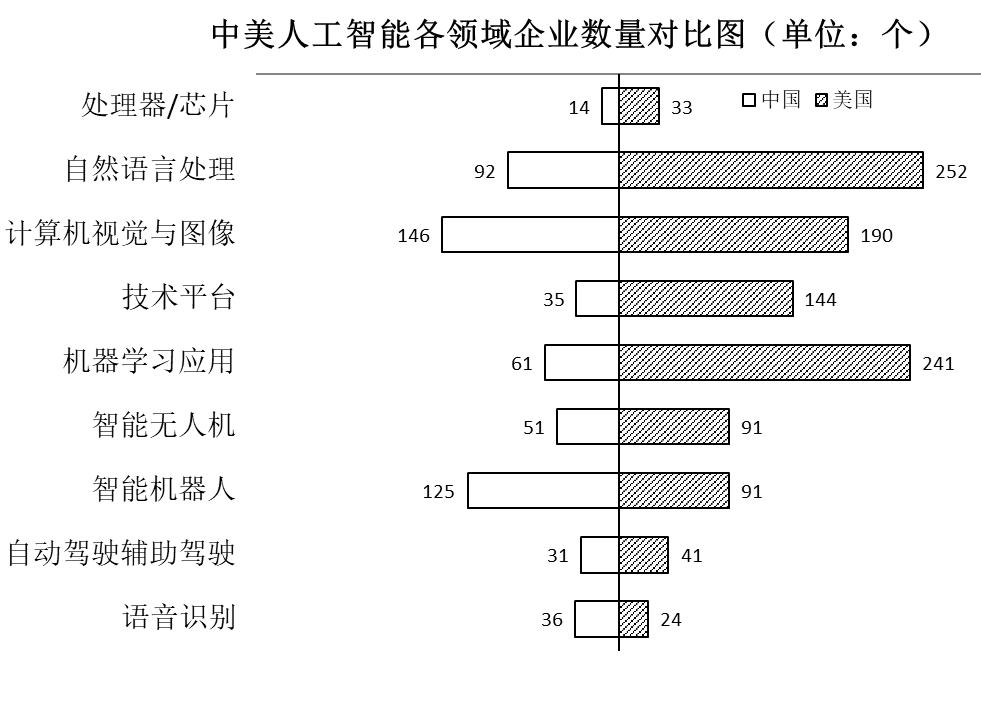 中美人工智能各领域企业数量对比图（单位：个）
中国 美国
处理器/芯片 14 33
自然语言处理 92 252
计算机视觉与图像 146 190
技术平台 35 144
机器学习应用 61 241
智能无人机 51 91
智能机器人 125 91
自动驾驶辅助驾驶 31 41
语音识别 36 24